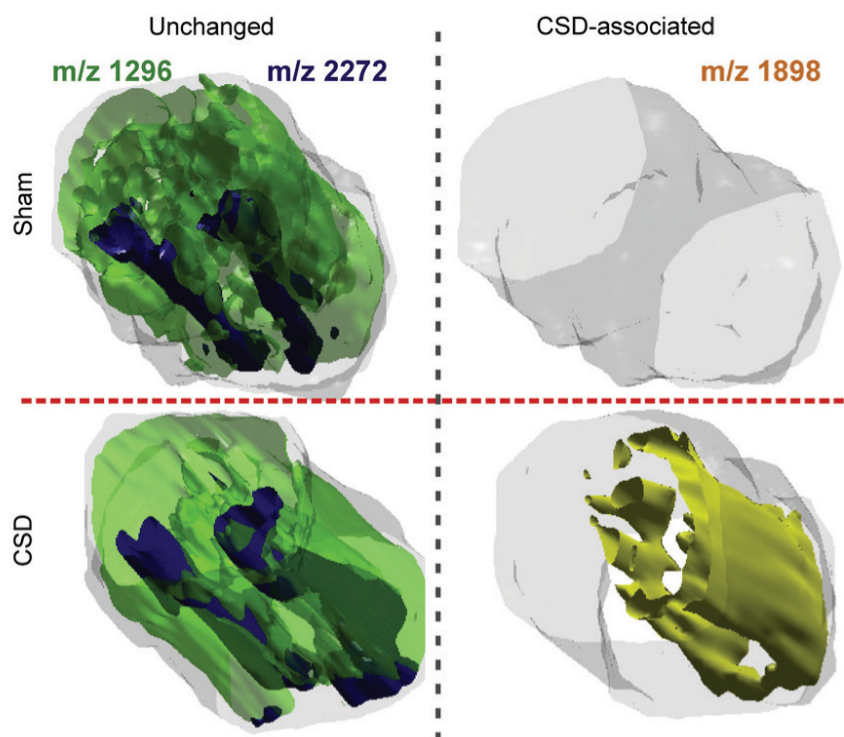 Unchanged
CSD-associated
m/z 1296
m/z 2272
m/z 1898
Sham
CSD